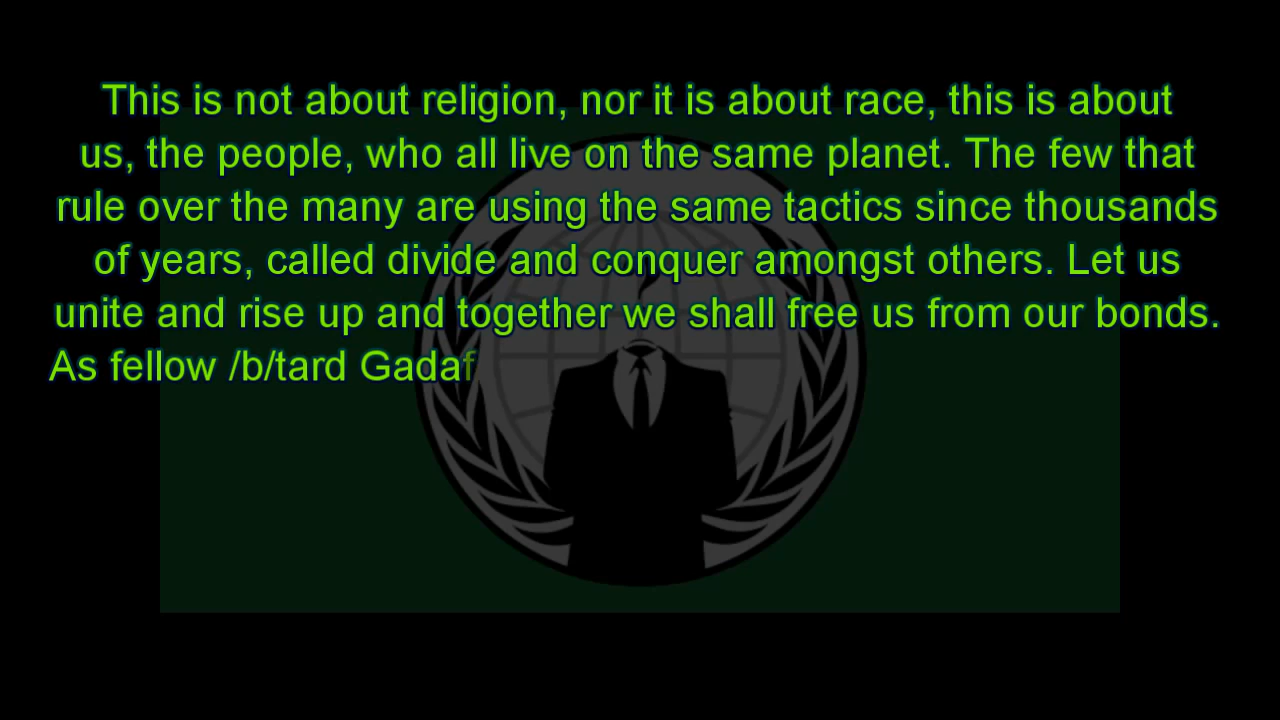 This is not about religion, nor it is about race, this is about
us, the people, who all live on the same planet. The few that
rule over the many are using the same tactics since thousands
of years, called divide and conquer amongst others. Let us
unite and rise up and together we shall free us from our bonds.
As fellow /b/tard Gadaf